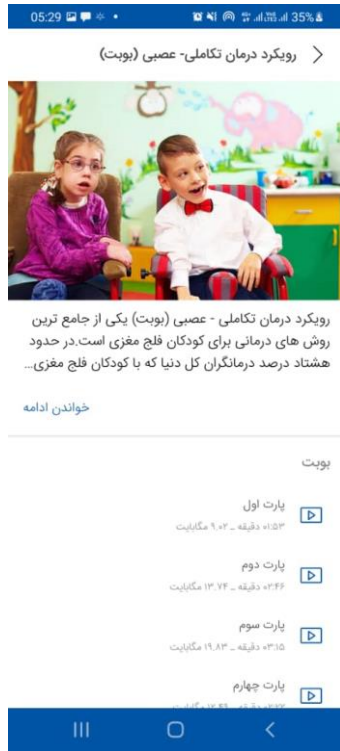 05:29
35%
رویکرد درمان تکاملی- عصبی (بوبت)
رویکرد درمان تکاملی - عصبی (بوبت) یکی از جامع ترین
روش های درمانی برای کودکان فلج مغزی است.در حدود
هشتاد درصد درمانگران کل دنیا که با کودکان فلج مغزی...
خواندن ادامه
بوبت
پارت اول
۰۱:۵۳ دقیقه _ ۹.۰۲ مگابایت
پارت دوم
۰۲:۴۶ دقیقه _ ۱۳.۷۴ مگابایت
پارت سوم
۰۳:۱۵ دقیقه _ ۱۹.۸۳ مگابایت
پارت چهارم